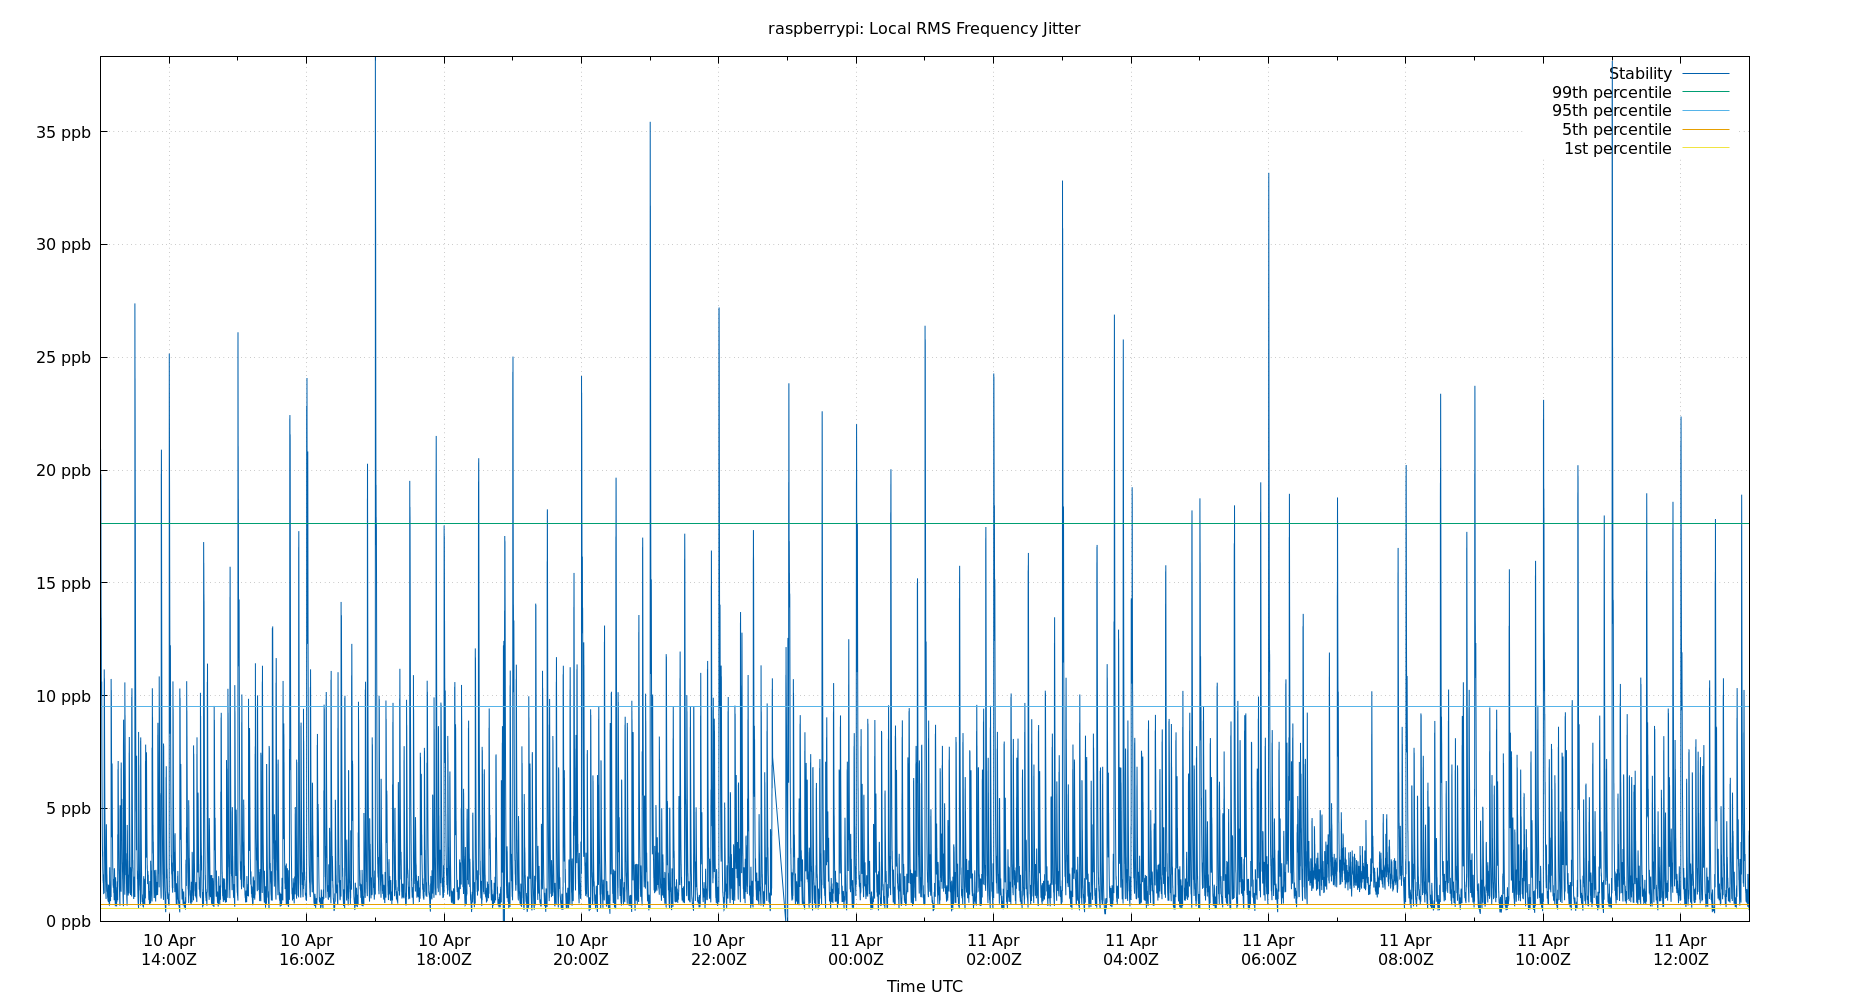 raspberrypi: Local RMS Frequency Jitter
Stability
99th percentile
95th percentile
5th percentile
1st percentile
35 ppb
30 ppb
25 ppb
20 ppb
15 ppb
10 ppb
5 ppb
0 ppb
10 Apr 10 Apr 10 Apr 10 Apr 10 Apr 11 Apr 11 Apr 11 Apr 11 Apr 11 Apr 11 Apr 11 Apr
14:00Z 16:00Z 18:00Z 20:00Z 22:00Z 00:00Z 02:00Z 04:00Z 06:00Z 08:00Z 10:00Z 12:00Z
Time UTC